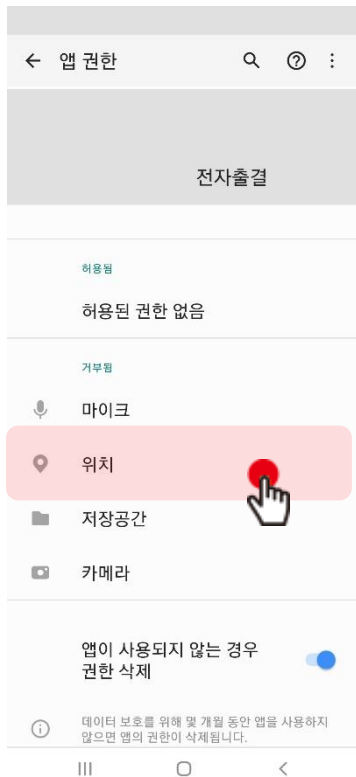 앱 권한
전자출결
허용됨
허용된 권한 없음
거부됨
마이크
위치
저장공간
카메라
앱이 사용되지 않는 경우
권한 삭제
데이터 보호를 위해 몇 개월 동안 앱을 사용하지
않으면 앱의 권한이 삭제됩니다.